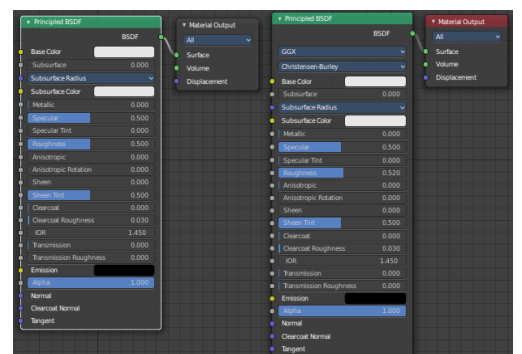 Principled BSDF
BSDF
Base Color
Subsurface 0.000
Subsurface Radius
Subsurface Color
Metallic 0.000
Specular 0.500
Specular Tint 0.000
Roughness 0.500
Anisotropic 0.000
Anisotropic Rotation 0.000
Sheen 0.000
Sheen Tint 0.500
Clearcoat 0.000
Clearcoat Roughness 0.030
IOR 1.450
Transmission 0.000
Transmission Roughness 0.000
Emission
Alpha 1.000
Normal
Clearcoat Normal
Tangent
Material Output
All
Surface
Volume
Displacement
Principled BSDF
BSDF
GGX
Christensen-Burley
Base Color
Subsurface 0.000
Subsurface Radius
Subsurface Color
Metallic 0.000
Specular 0.500
Specular Tint 0.000
Roughness 0.520
Anisotropic 0.000
Anisotropic Rotation 0.000
Sheen 0.000
Sheen Tint 0.500
Clearcoat 0.000
Clearcoat Roughness 0.030
IOR 1.450
Transmission 0.000
Transmission Roughness 0.000
Emission
Alpha 1.000
Normal
Clearcoat Normal
Tangent
Material Output
All
Surface
Volume
Displacement